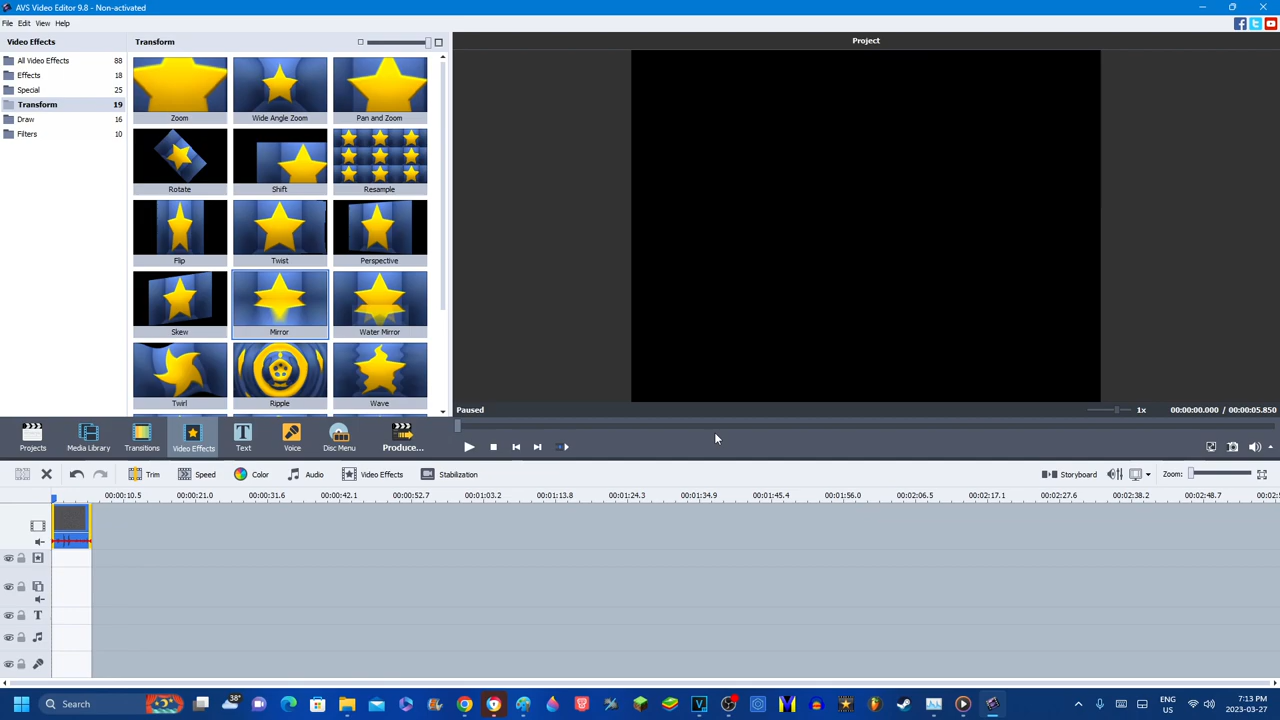 AVS Video Editor 9.8 - Non-activated
File Edit View Help
Video Effects
All Video Effects 88
Effects 18
Special 25
Transform 19
Draw 16
Filters 10
Transform
Zoom Wide Angle Zoom Pan and Zoom
Rotate Shift Resample
Flip Twist Perspective
Skew Mirror Water Mirror
Twirl Ripple Wave
Project
Paused 1x 00:00:00.000 / 00:00:05.850
Projects Media Library Transitions Video Effects Text Voice Disc Menu Produce...
Trim Speed Color Audio Video Effects Stabilization Storyboard Zoom:
00:00:10.5 00:00:21.0 00:00:31.6 00:00:42.1 00:00:52.7 00:01:03.2 00:01:13.8 00:01:24.3 00:01:34.9 00:01:45.4 00:01:56.0 00:02:06.5 00:02:17.1 00:02:27.6 00:02:38.2 00:02:48.7 00:02:5
T
Search 38° ENG 7:13 PM
US 2023-03-27